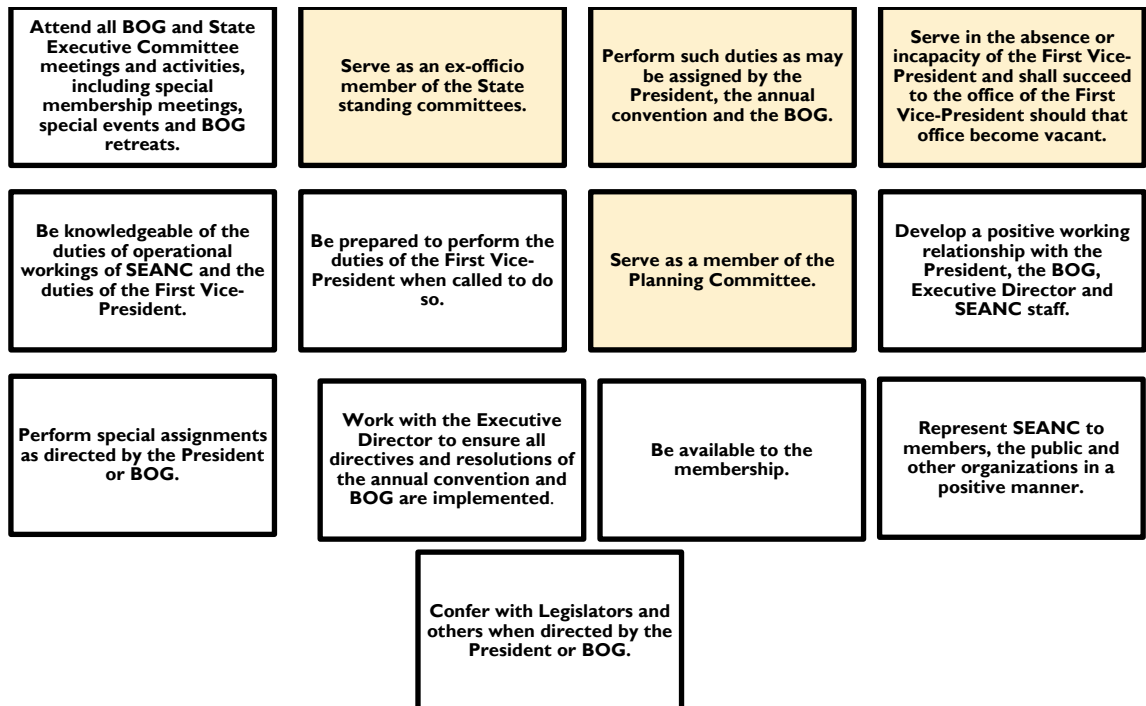 Attend all BOG and State
Executive Committee
meetings and activities,
including special
membership meetings,
special events and BOG
retreats.
Serve as an ex-officio
member of the State
standing committees.
Perform such duties as may
be assigned by the
President, the annual
convention and the BOG.
Serve in the absence or
incapacity of the First Vice-
President and shall succeed
to the office of the First
Vice-President should that
office become vacant.
Be knowledgeable of the
duties of operational
workings of SEANC and the
duties of the First Vice-
President.
Be prepared to perform the
duties of the First Vice-
President when called to do
so.
Serve as a member of the
Planning Committee.
Develop a positive working
relationship with the
President, the BOG,
Executive Director and
SEANC staff.
Perform special assignments
as directed by the President
or BOG.
Work with the Executive
Director to ensure all
directives and resolutions of
the annual convention and
BOG are implemented.
Be available to the
membership.
Represent SEANC to
members, the public and
other organizations in a
positive manner.
Confer with Legislators and
others when directed by the
President or BOG.